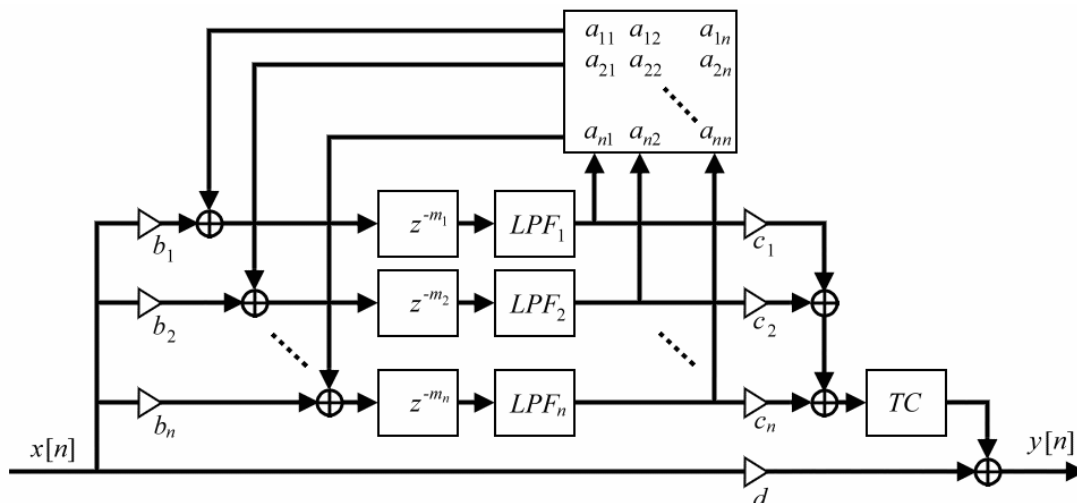 a₁₁ a₁₂ a₁ₙ
a₂₁ a₂₂ a₂ₙ
aₙ₁ aₙ₂ aₙₙ
b₁ z^{-m₁} LPF₁ c₁
b₂ z^{-m₂} LPF₂ c₂
bₙ z^{-mₙ} LPFₙ cₙ TC
x[n] y[n]
d